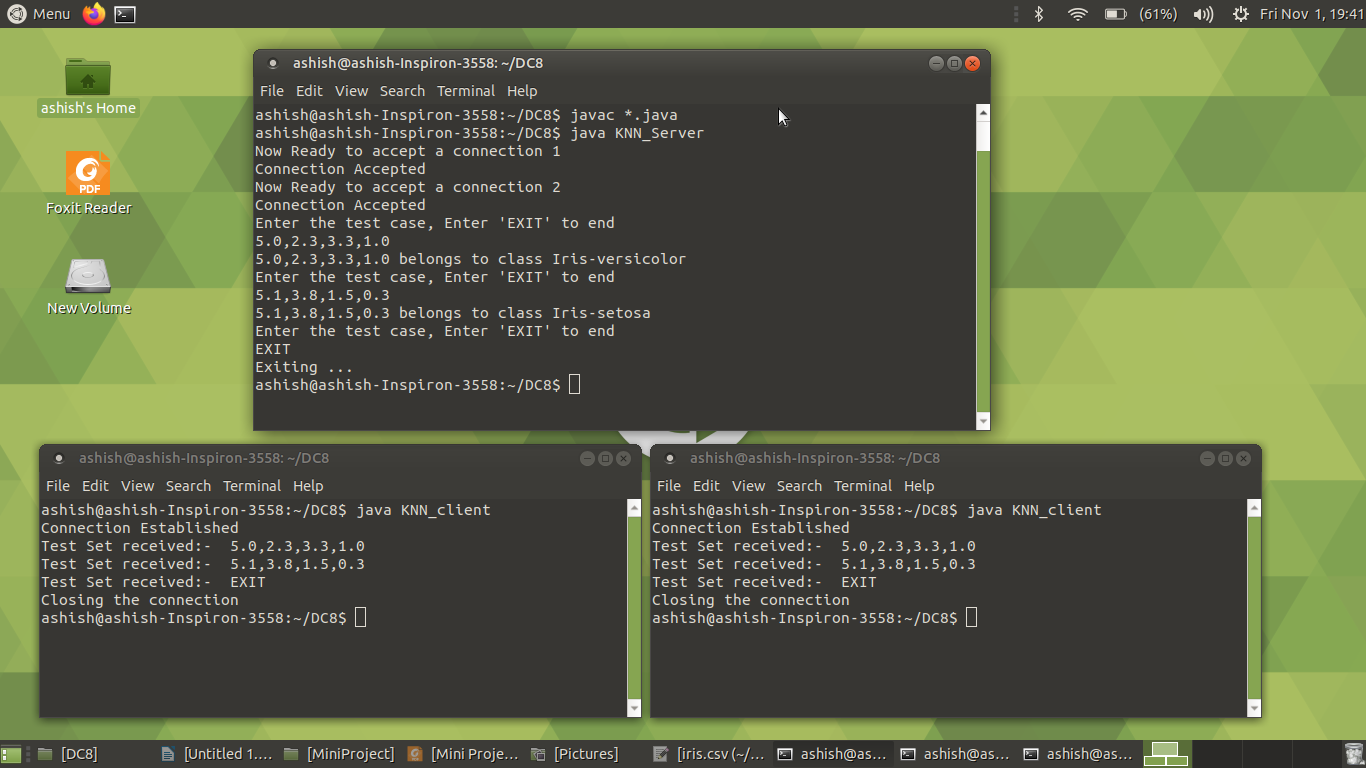 Menu (61%) Fri Nov 1, 19:41
ashish's Home
PDF
Foxit Reader
New Volume
ashish@ashish-Inspiron-3558: ~/DC8
File Edit View Search Terminal Help
ashish@ashish-Inspiron-3558:~/DC8$ javac *.java
ashish@ashish-Inspiron-3558:~/DC8$ java KNN_Server
Now Ready to accept a connection 1
Connection Accepted
Now Ready to accept a connection 2
Connection Accepted
Enter the test case, Enter 'EXIT' to end
5.0,2.3,3.3,1.0
5.0,2.3,3.3,1.0 belongs to class Iris-versicolor
Enter the test case, Enter 'EXIT' to end
5.1,3.8,1.5,0.3
5.1,3.8,1.5,0.3 belongs to class Iris-setosa
Enter the test case, Enter 'EXIT' to end
EXIT
Exiting ...
ashish@ashish-Inspiron-3558:~/DC8$
ashish@ashish-Inspiron-3558: ~/DC8
File Edit View Search Terminal Help
ashish@ashish-Inspiron-3558:~/DC8$ java KNN_client
Connection Established
Test Set received:-  5.0,2.3,3.3,1.0
Test Set received:-  5.1,3.8,1.5,0.3
Test Set received:-  EXIT
Closing the connection
ashish@ashish-Inspiron-3558:~/DC8$
ashish@ashish-Inspiron-3558: ~/DC8
File Edit View Search Terminal Help
ashish@ashish-Inspiron-3558:~/DC8$ java KNN_client
Connection Established
Test Set received:-  5.0,2.3,3.3,1.0
Test Set received:-  5.1,3.8,1.5,0.3
Test Set received:-  EXIT
Closing the connection
ashish@ashish-Inspiron-3558:~/DC8$
[DC8] [Untitled 1.... [MiniProject] [Mini Proje... [Pictures] [iris.csv (~/... ashish@as... ashish@as... ashish@as...